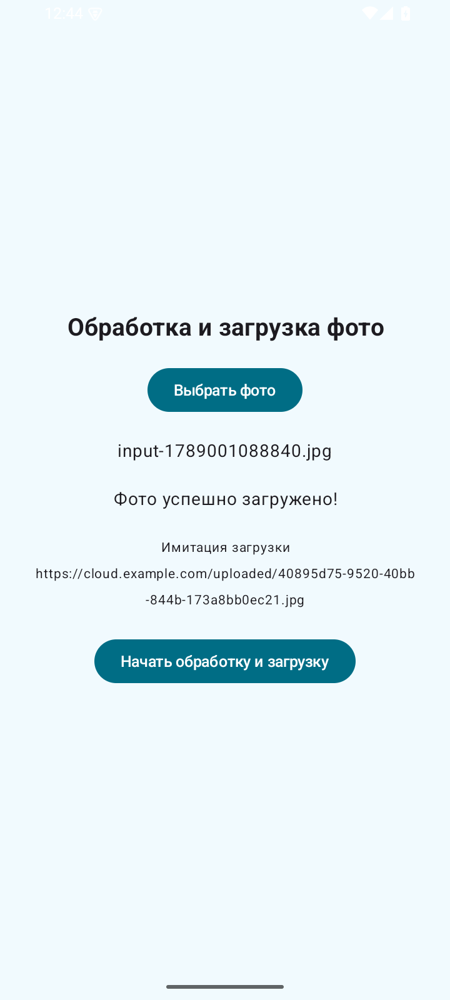 12:44
Обработка и загрузка фото
Выбрать фото
input-1789001088840.jpg
Фото успешно загружено!
Имитация загрузки
https://cloud.example.com/uploaded/40895d75-9520-40bb
-844b-173a8bb0ec21.jpg
Начать обработку и загрузку